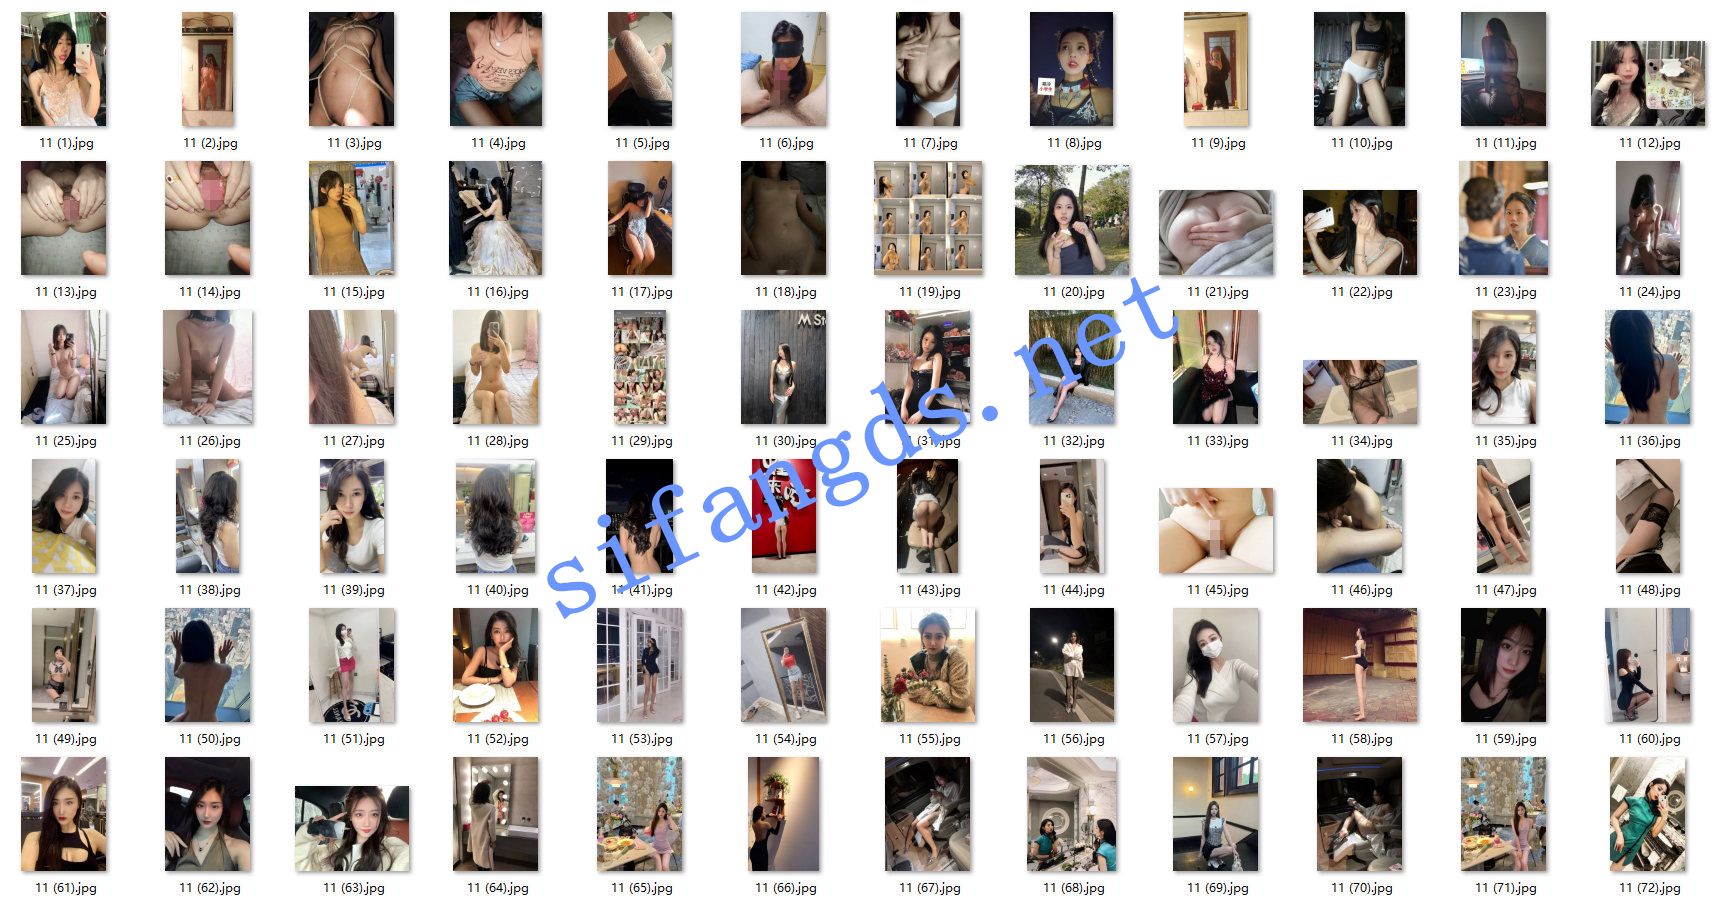 11 (1).jpg 11 (2).jpg 11 (3).jpg 11 (4).jpg 11 (5).jpg 11 (6).jpg 11 (7).jpg 11 (8).jpg 11 (9).jpg 11 (10).jpg 11 (11).jpg 11 (12).jpg
11 (13).jpg 11 (14).jpg 11 (15).jpg 11 (16).jpg 11 (17).jpg 11 (18).jpg 11 (19).jpg 11 (20).jpg 11 (21).jpg 11 (22).jpg 11 (23).jpg 11 (24).jpg
11 (25).jpg 11 (26).jpg 11 (27).jpg 11 (28).jpg 11 (29).jpg 11 (30).jpg 11 (31).jpg 11 (32).jpg 11 (33).jpg 11 (34).jpg 11 (35).jpg 11 (36).jpg
sifangds.net
11 (37).jpg 11 (38).jpg 11 (39).jpg 11 (40).jpg 11 (41).jpg 11 (42).jpg 11 (43).jpg 11 (44).jpg 11 (45).jpg 11 (46).jpg 11 (47).jpg 11 (48).jpg
11 (49).jpg 11 (50).jpg 11 (51).jpg 11 (52).jpg 11 (53).jpg 11 (54).jpg 11 (55).jpg 11 (56).jpg 11 (57).jpg 11 (58).jpg 11 (59).jpg 11 (60).jpg
11 (61).jpg 11 (62).jpg 11 (63).jpg 11 (64).jpg 11 (65).jpg 11 (66).jpg 11 (67).jpg 11 (68).jpg 11 (69).jpg 11 (70).jpg 11 (71).jpg 11 (72).jpg